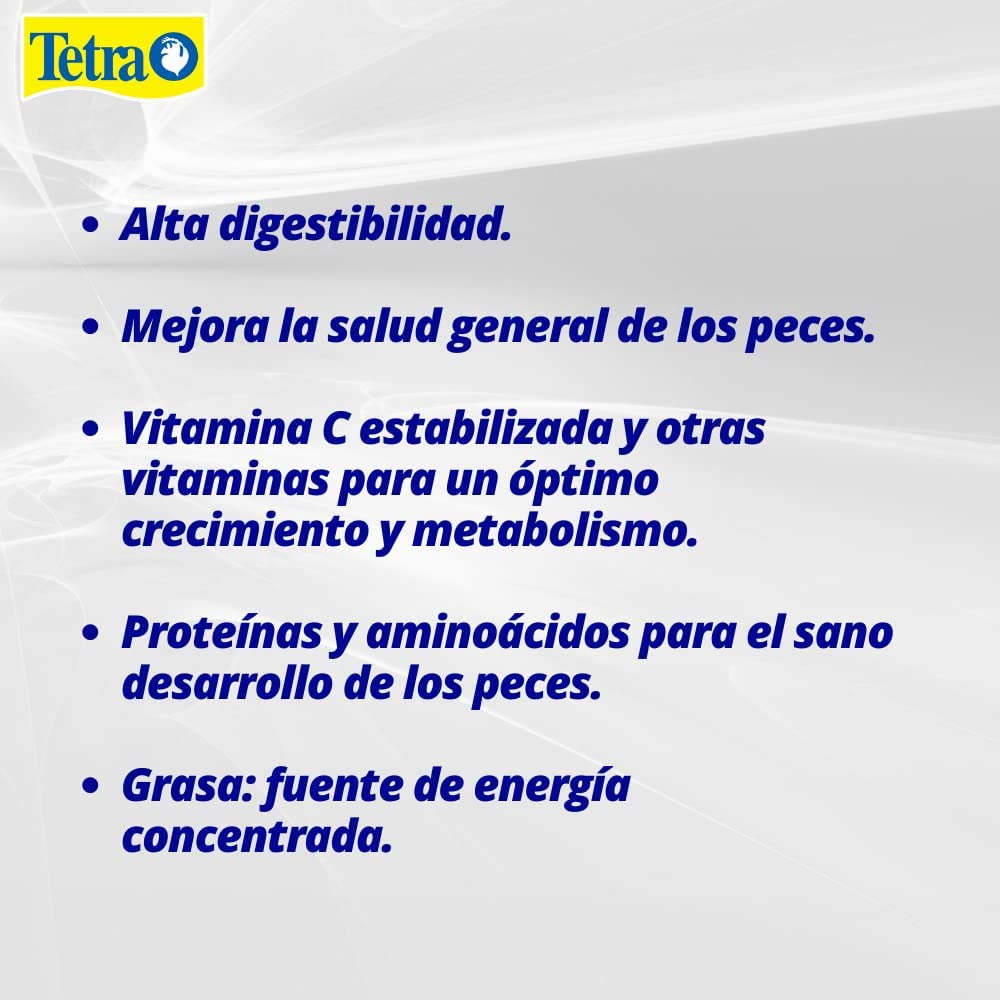 Tetra
• Alta digestibilidad.
• Mejora la salud general de los peces.
• Vitamina C estabilizada y otras
vitaminas para un óptimo
crecimiento y metabolismo.
• Proteínas y aminoácidos para el sano
desarrollo de los peces.
• Grasa: fuente de energía
concentrada.